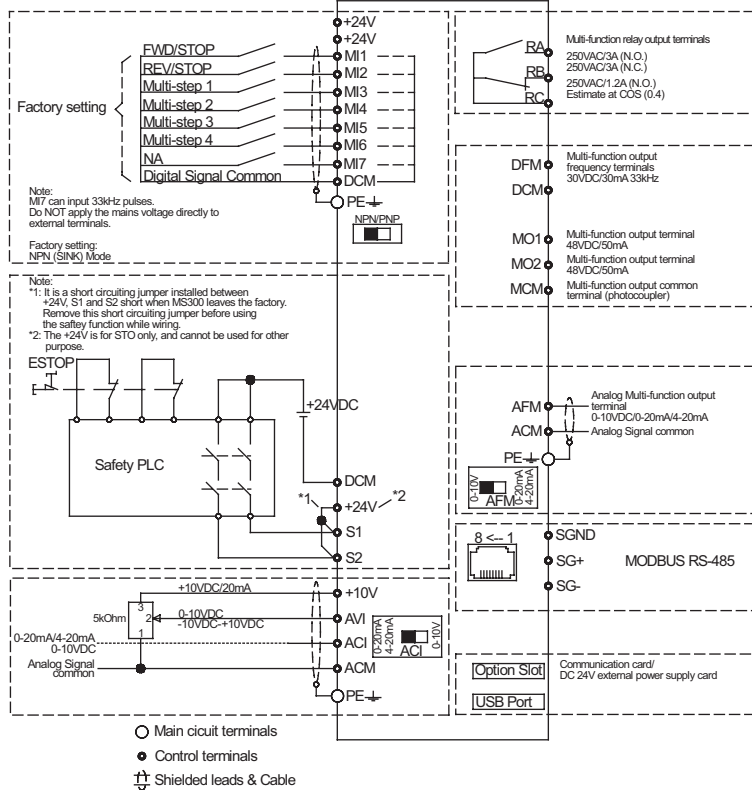 +24V
+24V
FWD/STOP
MI1
REV/STOP
MI2
Multi-step 1
MI3
Factory setting
Multi-step 2
MI4
Multi-step 3
MI5
Multi-step 4
MI6
NA
MI7
Digital Signal Common
DCM
Note:
MI7 can input 33kHz pulses.
Do NOT apply the mains voltage directly to
external terminals.
Factory setting:
NPN (SINK) Mode
PE
NPN/PNP
Note:
*1: It is a short circuiting jumper installed between
+24V, S1 and S2 short when MS300 leaves the factory.
Remove this short circuiting jumper before using
the saftey function while wiring.
*2: The +24V is for STO only, and cannot be used for other
purpose.
ESTOP
+24VDC
Safety PLC
DCM
*1
+24V
*2
S1
S2
+10VDC/20mA
+10V
5kOhm
3
2
1
0-10VDC
-10VDC-+10VDC
AVI
0-20mA/4-20mA
0-10VDC
ACI
Analog Signal
common
ACM
0-20mA
4-20mA
0-10V
ACI
PE
RA
RB
RC
Multi-function relay output terminals
250VAC/3A (N.O.)
250VAC/3A (N.C.)
250VAC/1.2A (N.O.)
Estimate at COS (0.4)
DFM
DCM
Multi-function output
frequency terminals
30VDC/30mA 33kHz
MO1
Multi-function output terminal
48VDC/50mA
MO2
Multi-function output terminal
48VDC/50mA
MCM
Multi-function output common
terminal (photocoupler)
AFM
Analog Multi-function output
terminal
0-10VDC/0-20mA/4-20mA
ACM
Analog Signal common
PE
0-10V
0-20mA
4-20mA
AFM
8 <-- 1
SGND
SG+
SG-
MODBUS RS-485
Option Slot
Communication card/
DC 24V external power supply card
USB Port
Main cicuit terminals
Control terminals
Shielded leads & Cable